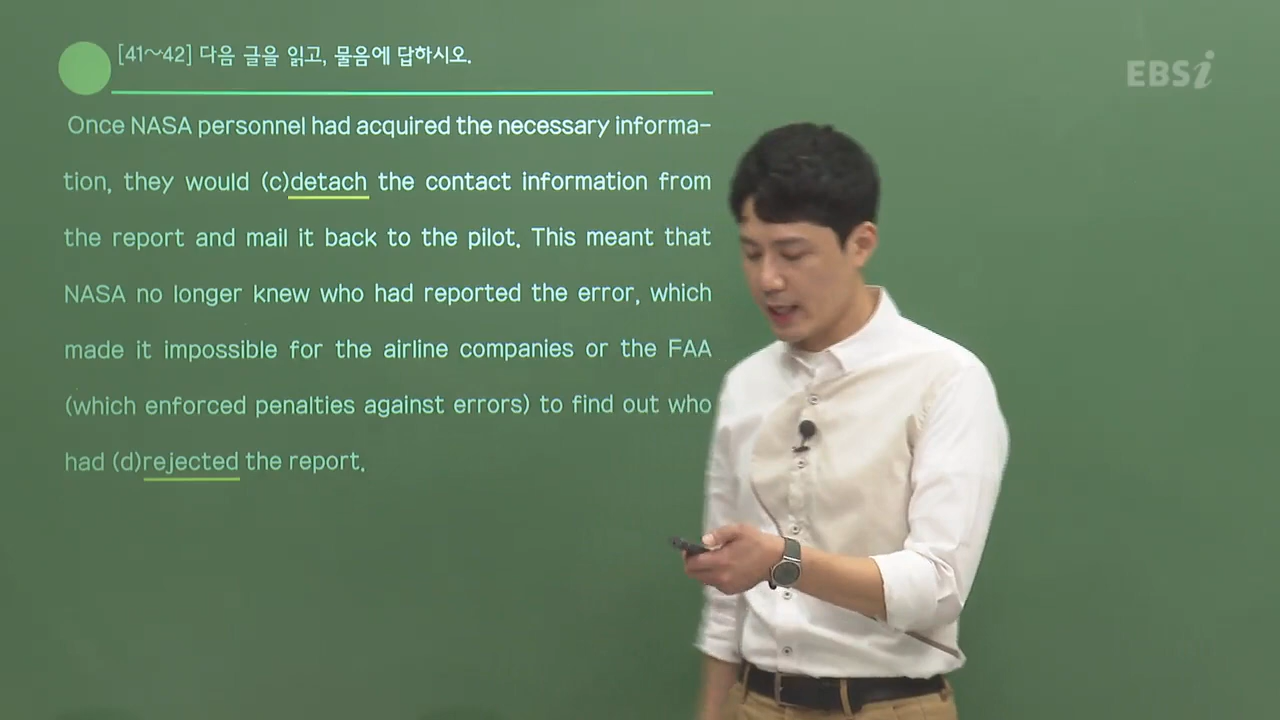 [41~42] 다음 글을 읽고, 물음에 답하시오.
EBSi
Once NASA personnel had acquired the necessary informa-
tion, they would (c)detach the contact information from
the report and mail it back to the pilot. This meant that
NASA no longer knew who had reported the error, which
made it impossible for the airline companies or the FAA
(which enforced penalties against errors) to find out who
had (d)rejected the report.